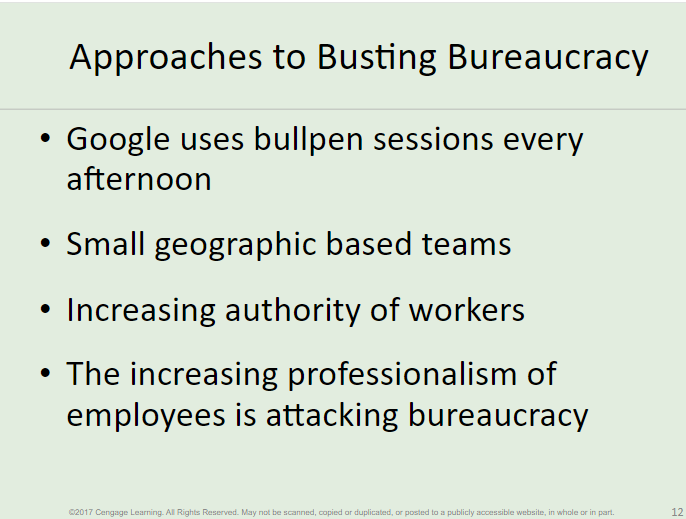 Approaches to Busting Bureaucracy
• Google uses bullpen sessions every
afternoon
• Small geographic based teams
• Increasing authority of workers
• The increasing professionalism of
employees is attacking bureaucracy
©2017 Cengage Learning. All Rights Reserved. May not be scanned, copied or duplicated, or posted to a publicly accessible website, in whole or in part.
12